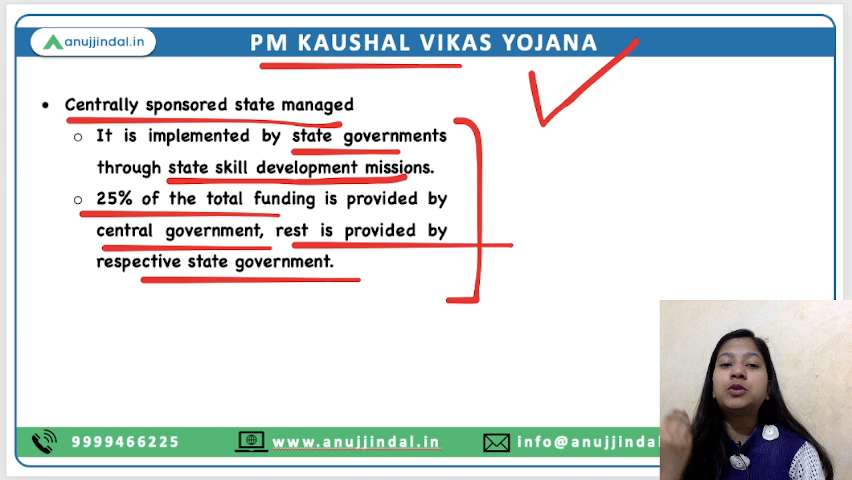 anujjindal.in
PM KAUSHAL VIKAS YOJANA
• Centrally sponsored state managed
○ It is implemented by state governments
through state skill development missions.
○ 25% of the total funding is provided by
central government, rest is provided by
respective state government.
9999466225
www.anujjindal.in
info@anujjindal